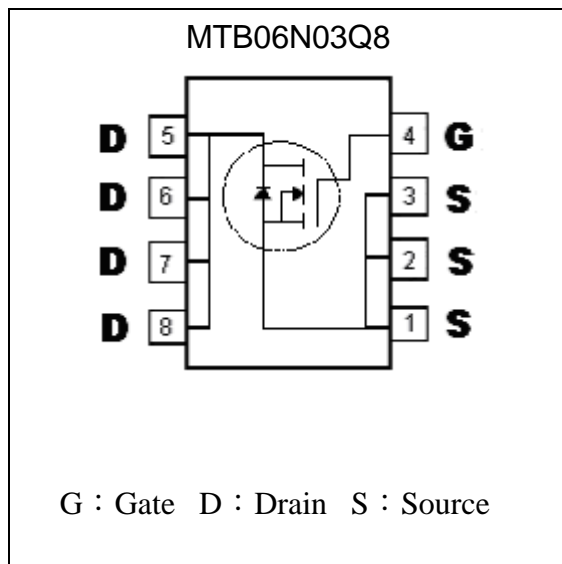 MTB06N03Q8
D 5 4 G
D 6 3 S
D 7 2 S
D 8 1 S
G：Gate D：Drain S：Source